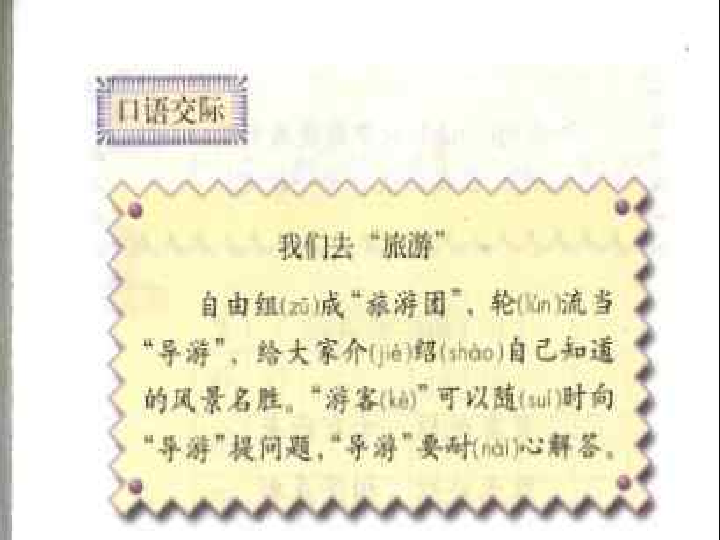 口语交际
我们去“旅游”
自由组(zǔ)成“旅游团”，轮(lún)流当
“导游”，给大家介(jiè)绍(shào)自己知道
的风景名胜。“游客(kè)”可以随(suí)时向
“导游”提问题，“导游”要耐(nài)心解答。